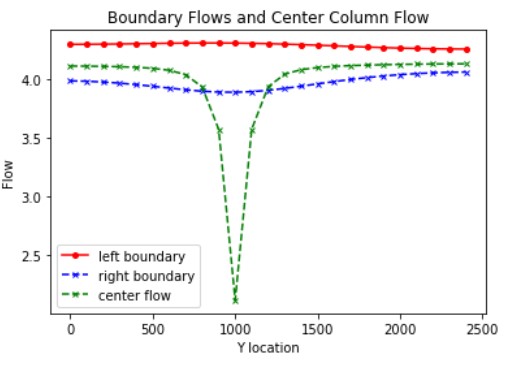 Boundary Flows and Center Column Flow
Flow
4.0
3.5
3.0
2.5
left boundary
right boundary
center flow
0 500 1000 1500 2000 2500
Y location